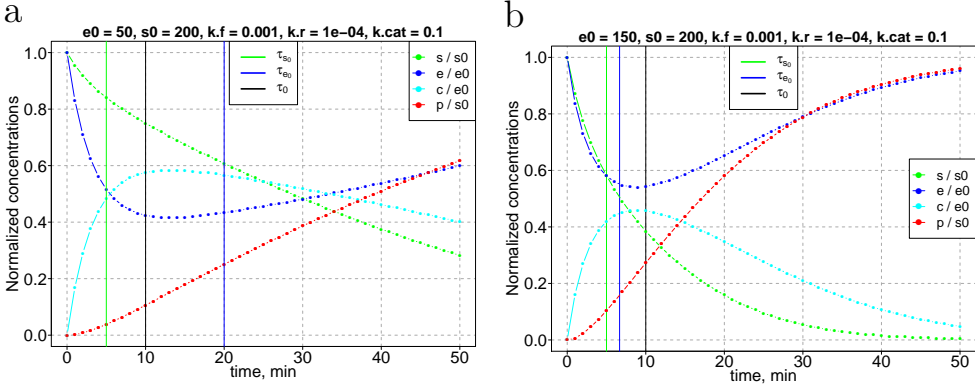 a
e0 = 50, s0 = 200, k.f = 0.001, k.r = 1e-04, k.cat = 0.1
Normalized concentrations
1.0
0.8
0.6
0.4
0.2
0.0
τs0
τe0
τ0
s / s0
e / e0
c / e0
p / s0
0 10 20 30 40 50
time, min
b
e0 = 150, s0 = 200, k.f = 0.001, k.r = 1e-04, k.cat = 0.1
Normalized concentrations
1.0
0.8
0.6
0.4
0.2
0.0
τs0
τe0
τ0
s / s0
e / e0
c / e0
p / s0
0 10 20 30 40 50
time, min